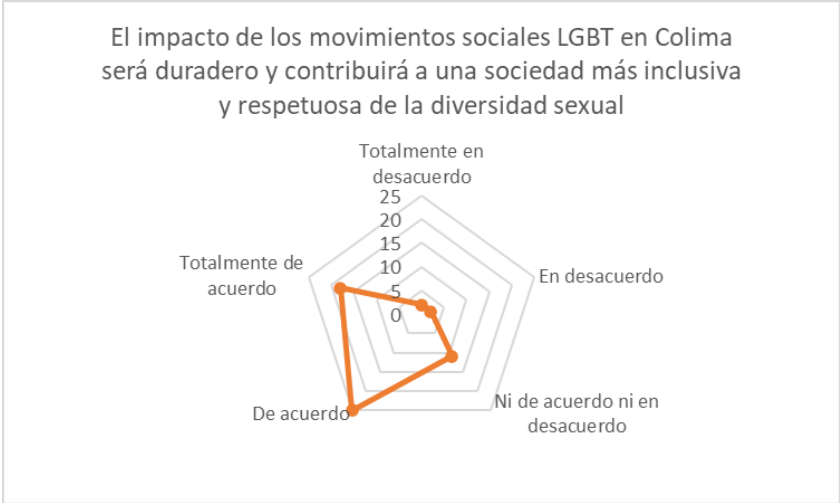 El impacto de los movimientos sociales LGBT en Colima
será duradero y contribuirá a una sociedad más inclusiva
y respetuosa de la diversidad sexual
Totalmente en
desacuerdo
25
20
15
10
5
0
En desacuerdo
Ni de acuerdo ni en
desacuerdo
De acuerdo
Totalmente de
acuerdo